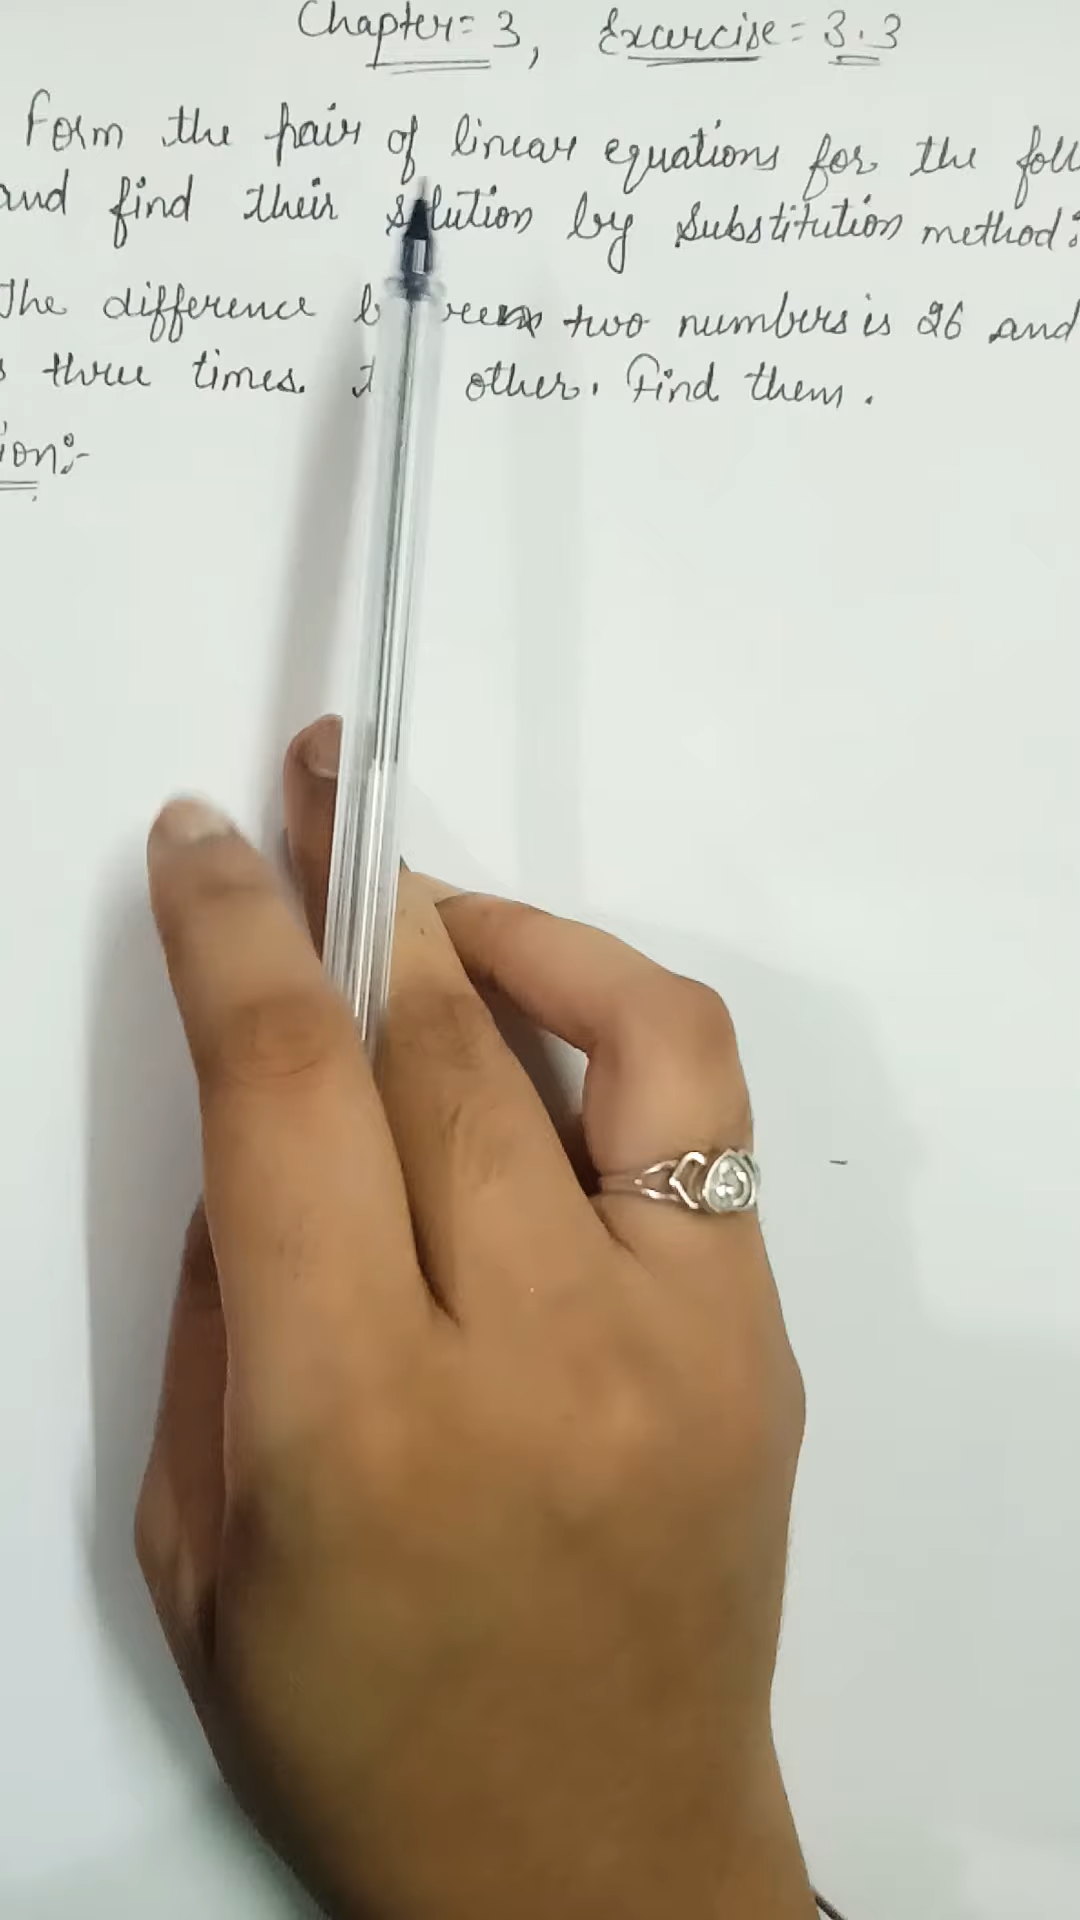 Chapter= 3, Excercise = 3.3
Form the pair of linear equations for the foll
and find their solution by Substitution method:
The difference two numbers is 26 and
three times. other. Find them.
ion:-